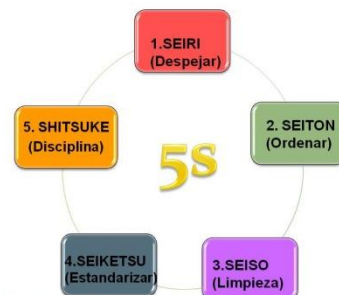 1.SEIRI
(Despejar)
2. SEITON
(Ordenar)
3.SEISO
(Limpieza)
4.SEIKETSU
(Estandarizar)
5. SHITSUKE
(Disciplina)
5S